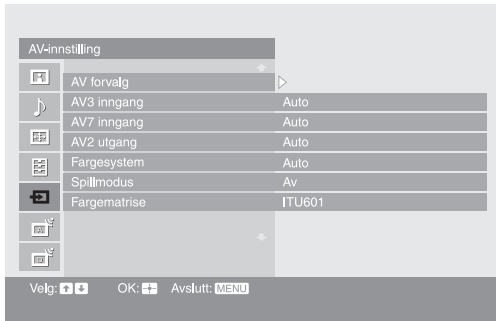 AV-innstilling
AV forvalg
AV3 inngang Auto
AV7 inngang Auto
AV2 utgang Auto
Fargesystem Auto
Spillmodus Av
Fargematrise ITU601
Velg: OK: Avslutt: MENU